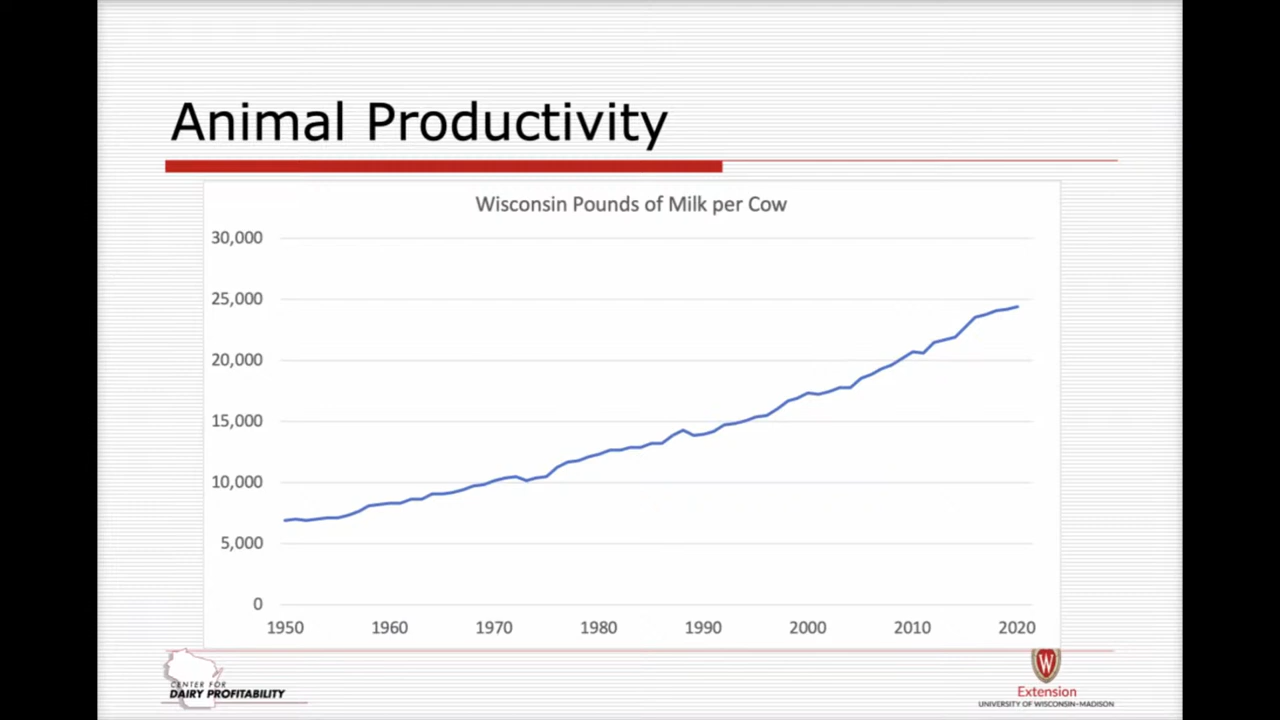 Animal Productivity
Wisconsin Pounds of Milk per Cow
30,000
25,000
20,000
15,000
10,000
5,000
0
1950 1960 1970 1980 1990 2000 2010 2020
CENTER FOR
DAIRY PROFITABILITY
W
Extension
UNIVERSITY OF WISCONSIN-MADISON